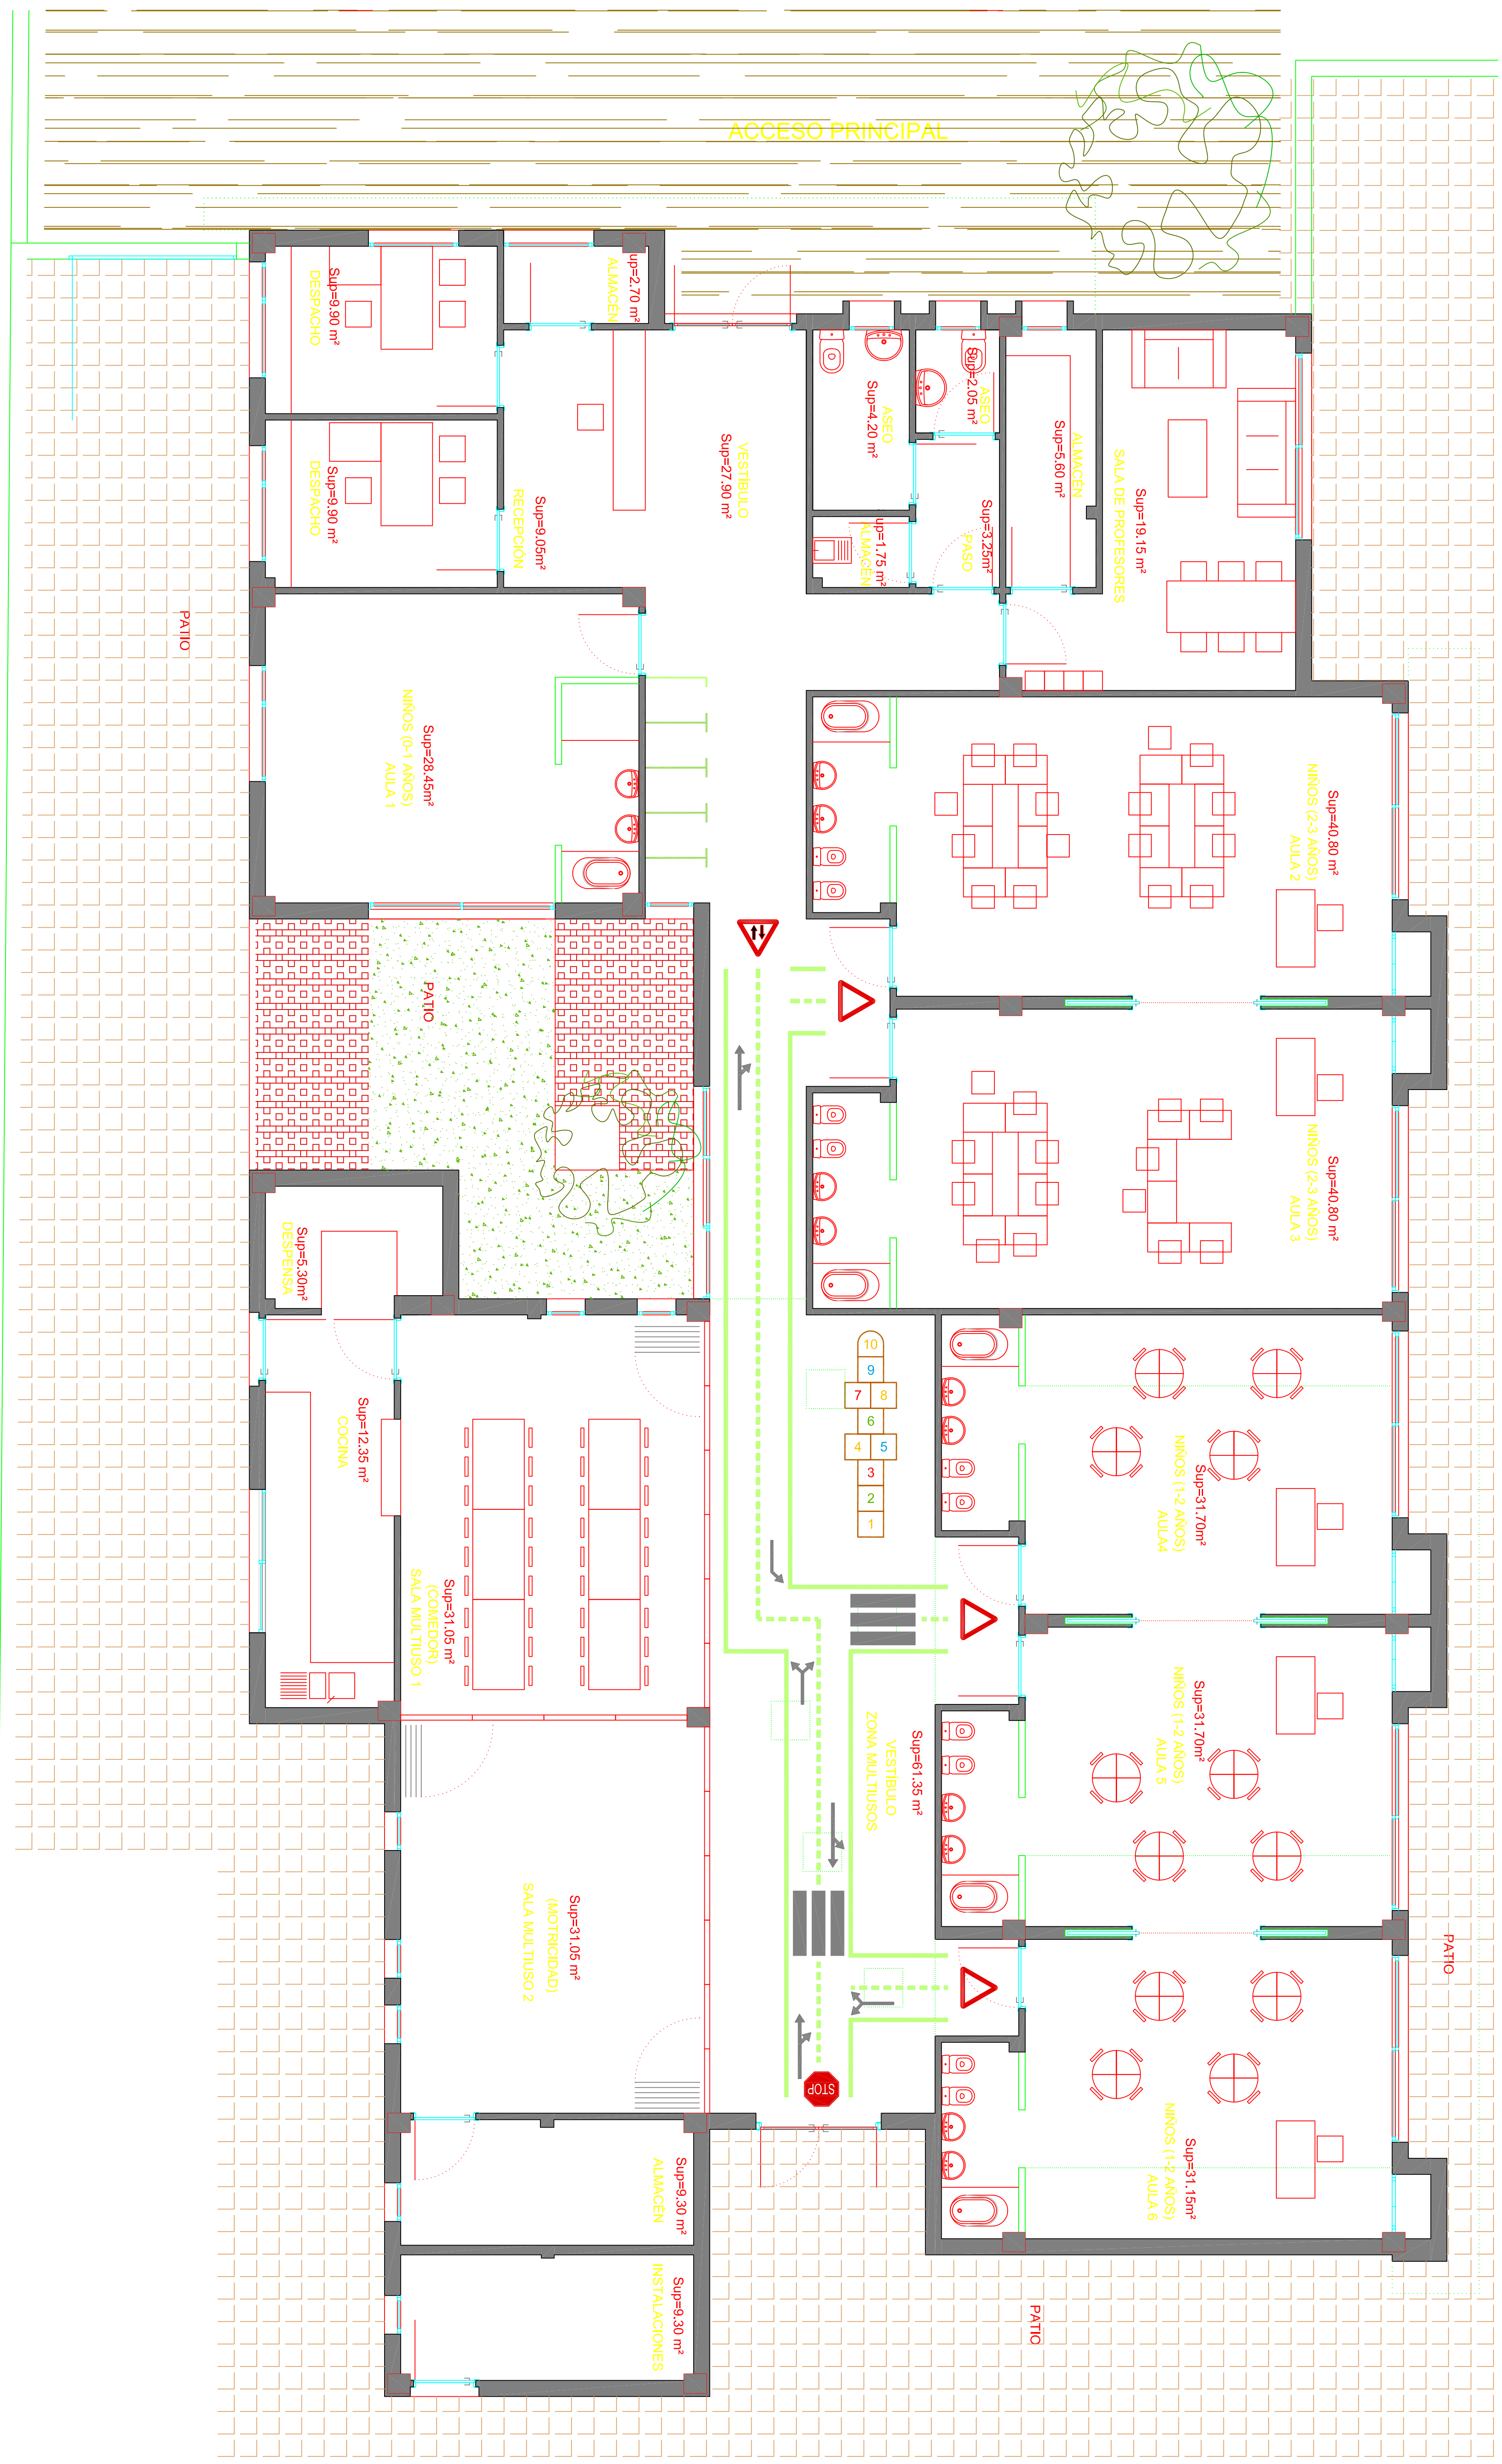 ACCESO PRINCIPAL
DESPACHO
Sup=9.90 m²
ALMACÉN
up=2.70 m²
DESPACHO
Sup=9.90 m²
RECEPCIÓN
Sup=9.05m²
VESTÍBULO
Sup=27.90 m²
ASEO
Sup=4.20 m²
ASEO
Sup=2.05 m²
ALMACÉN
up=1.75 m²
PASO
Sup=3.25m²
ALMACÉN
Sup=5.60 m²
SALA DE PROFESORES
Sup=19.15 m²
PATIO
Sup=28.45m²
NIÑOS (0-1 AÑOS)
AULA 1
Sup=40.80 m²
NIÑOS (2-3 AÑOS)
AULA 2
PATIO
Sup=40.80 m²
NIÑOS (2-3 AÑOS)
AULA 3
Sup=5.30m²
DESPENSA
10
9
7 8
6
4 5
3
2
1
Sup=12.35 m²
COCINA
Sup=31.05 m²
(COMEDOR)
SALA MULTIUSO 1
Sup=31.70m²
NIÑOS (1-2 AÑOS)
AULA4
Sup=61.35 m²
VESTÍBULO
ZONA MULTIUSOS
Sup=31.70m²
NIÑOS (1-2 AÑOS)
AULA 5
Sup=31.05 m²
(MOTRICIDAD)
SALA MULTIUSO 2
PATIO
STOP
Sup=31.15m²
NIÑOS (1-2 AÑOS)
AULA 6
Sup=9.30 m²
ALMACÉN
Sup=9.30 m²
INSTALACIONES
PATIO